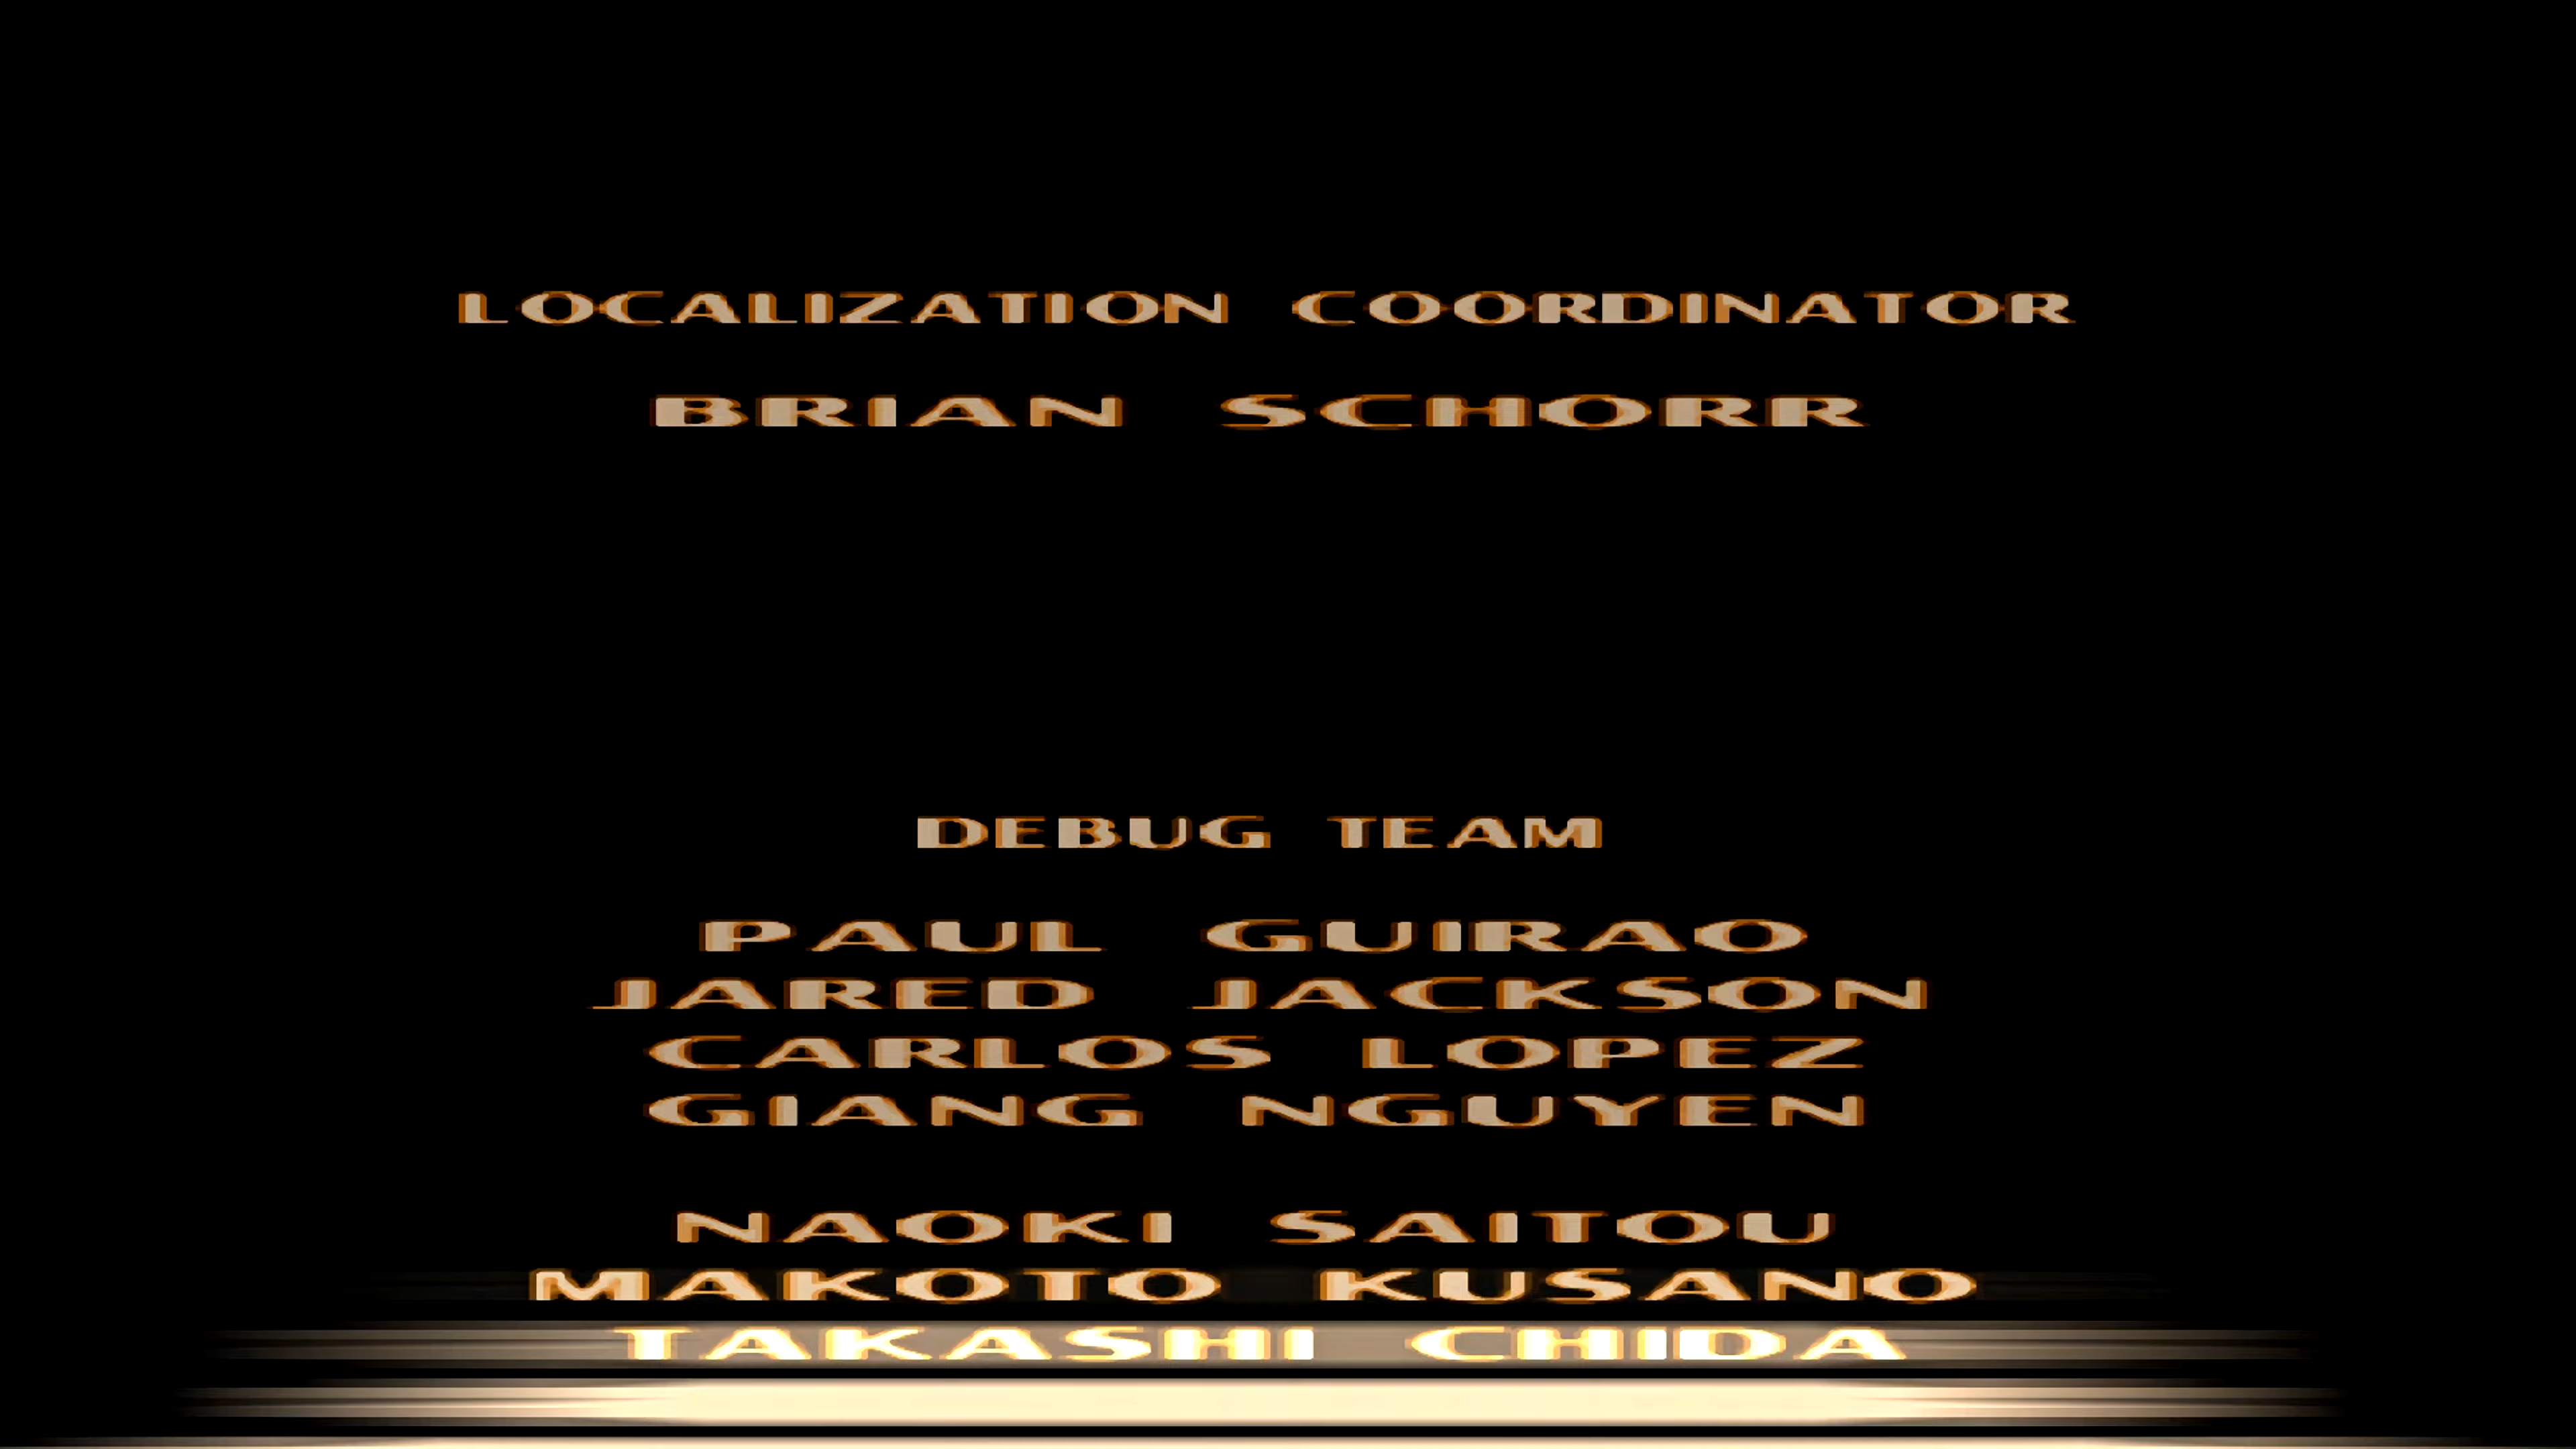 LOCALIZATION COORDINATOR
BRIAN SCHORR
DEBUG TEAM
PAUL GUIRAO
JARED JACKSON
CARLOS LOPEZ
GIANG NGUYEN
NAOKI SAITOU
MAKOTO KUSANO
TAKASHI CHIDA